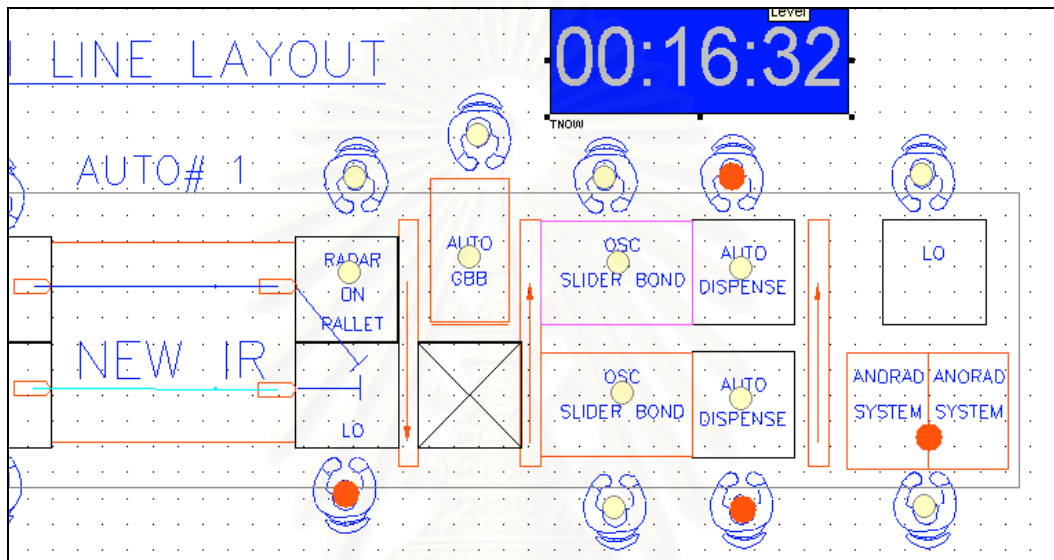 Level
00:16:32
TNOW
LINE LAYOUT
AUTO# 1
RADAR
ON
PALLET
AUTO
GBB
OSC
SLIDER BOND
AUTO
DISPENSE
LO
NEW IR
LO
OSC
SLIDER BOND
AUTO
DISPENSE
ANORAD
SYSTEM
ANORAD
SYSTEM